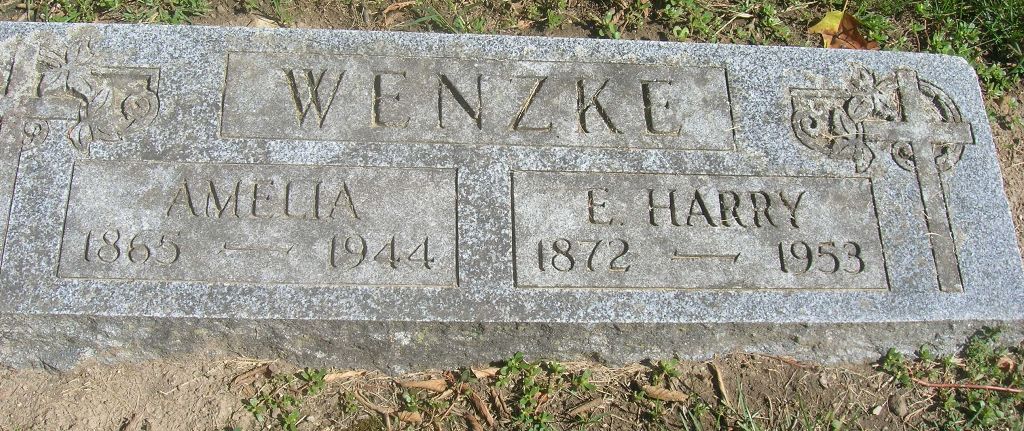 WENZKE
AMELIA
1865 — 1944
E. HARRY
1872 — 1953